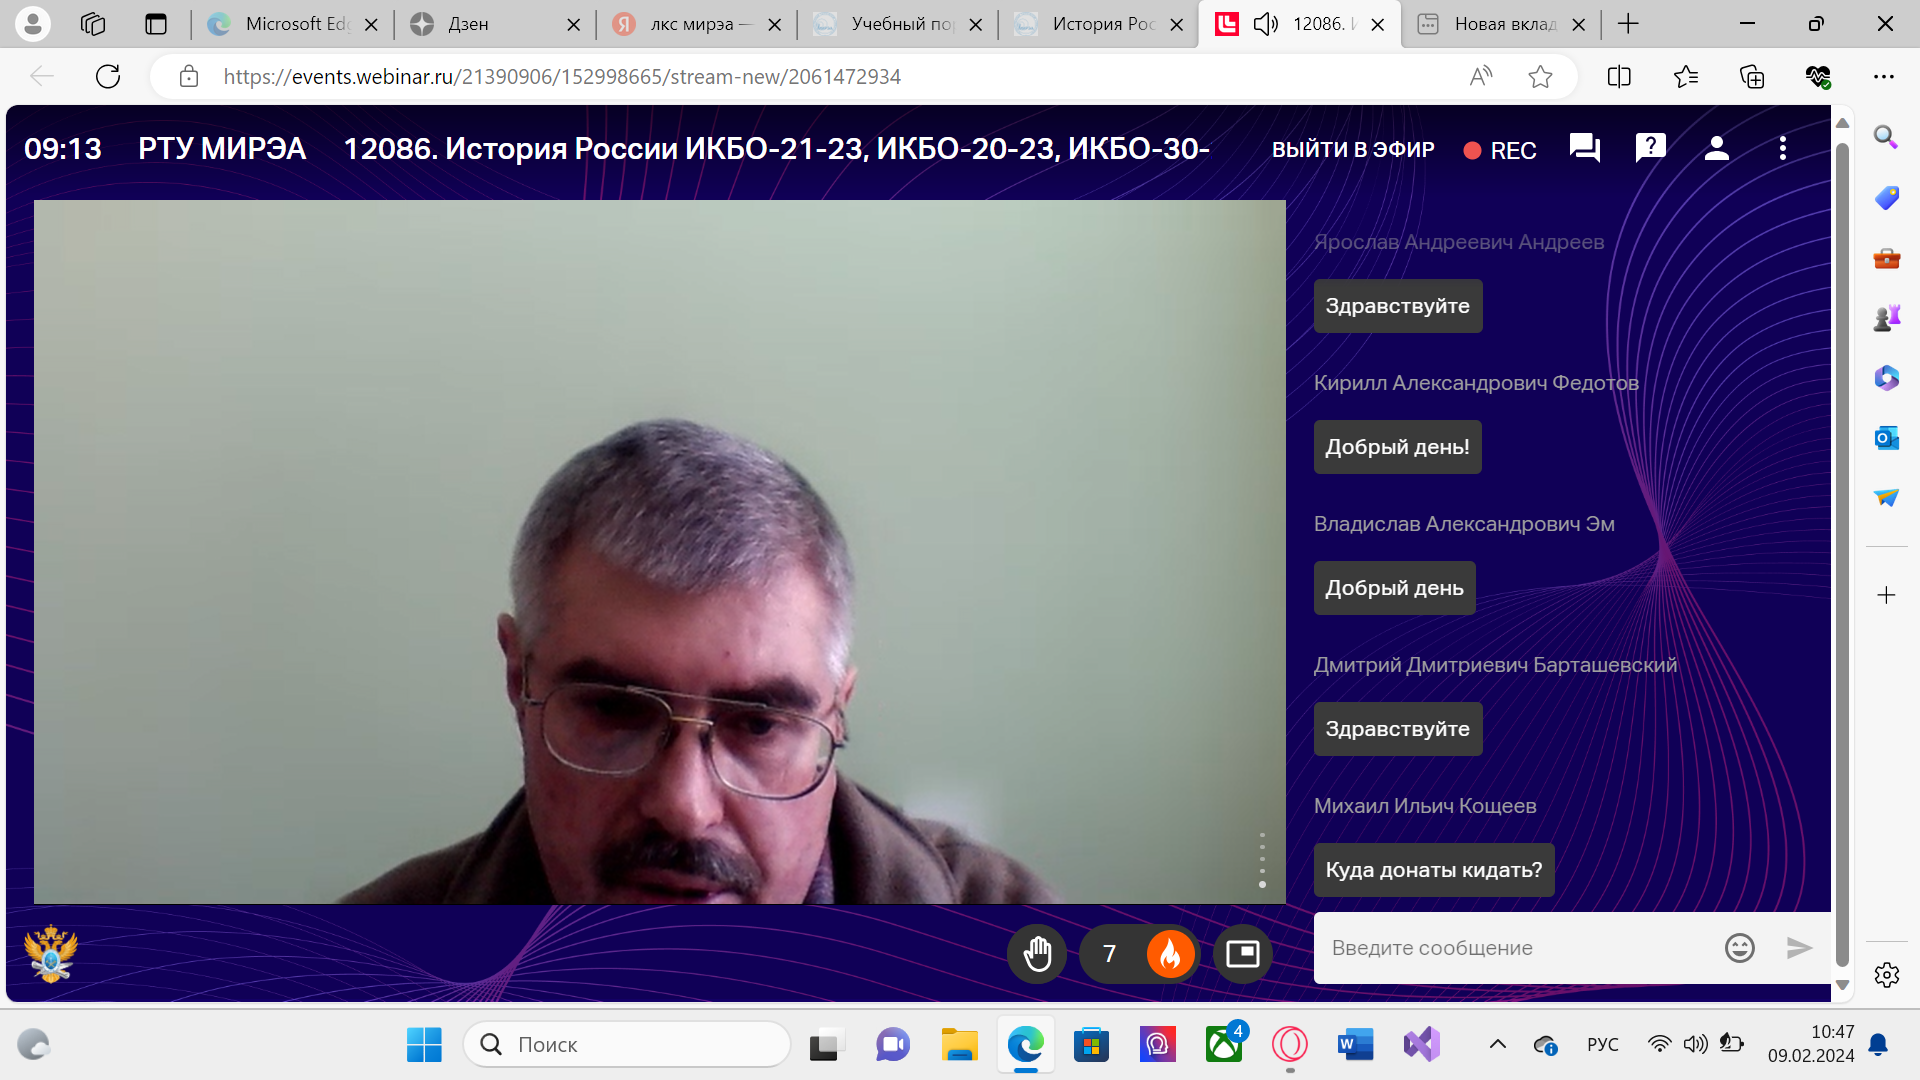 Microsoft Edg
Дзен
лкс мирэа —
Учебный пор
История Рос
12086. И
Новая вклад
https://events.webinar.ru/21390906/152998665/stream-new/2061472934
09:13 РТУ МИРЭА 12086. История России ИКБО-21-23, ИКБО-20-23, ИКБО-30-
ВЫЙТИ В ЭФИР REC
Ярослав Андреевич Андреев
Здравствуйте
Кирилл Александрович Федотов
Добрый день!
Владислав Александрович Эм
Добрый день
Дмитрий Дмитриевич Барташевский
Здравствуйте
Михаил Ильич Кощеев
Куда донаты кидать?
7
Введите сообщение
Поиск
4
РУС
10:47
09.02.2024